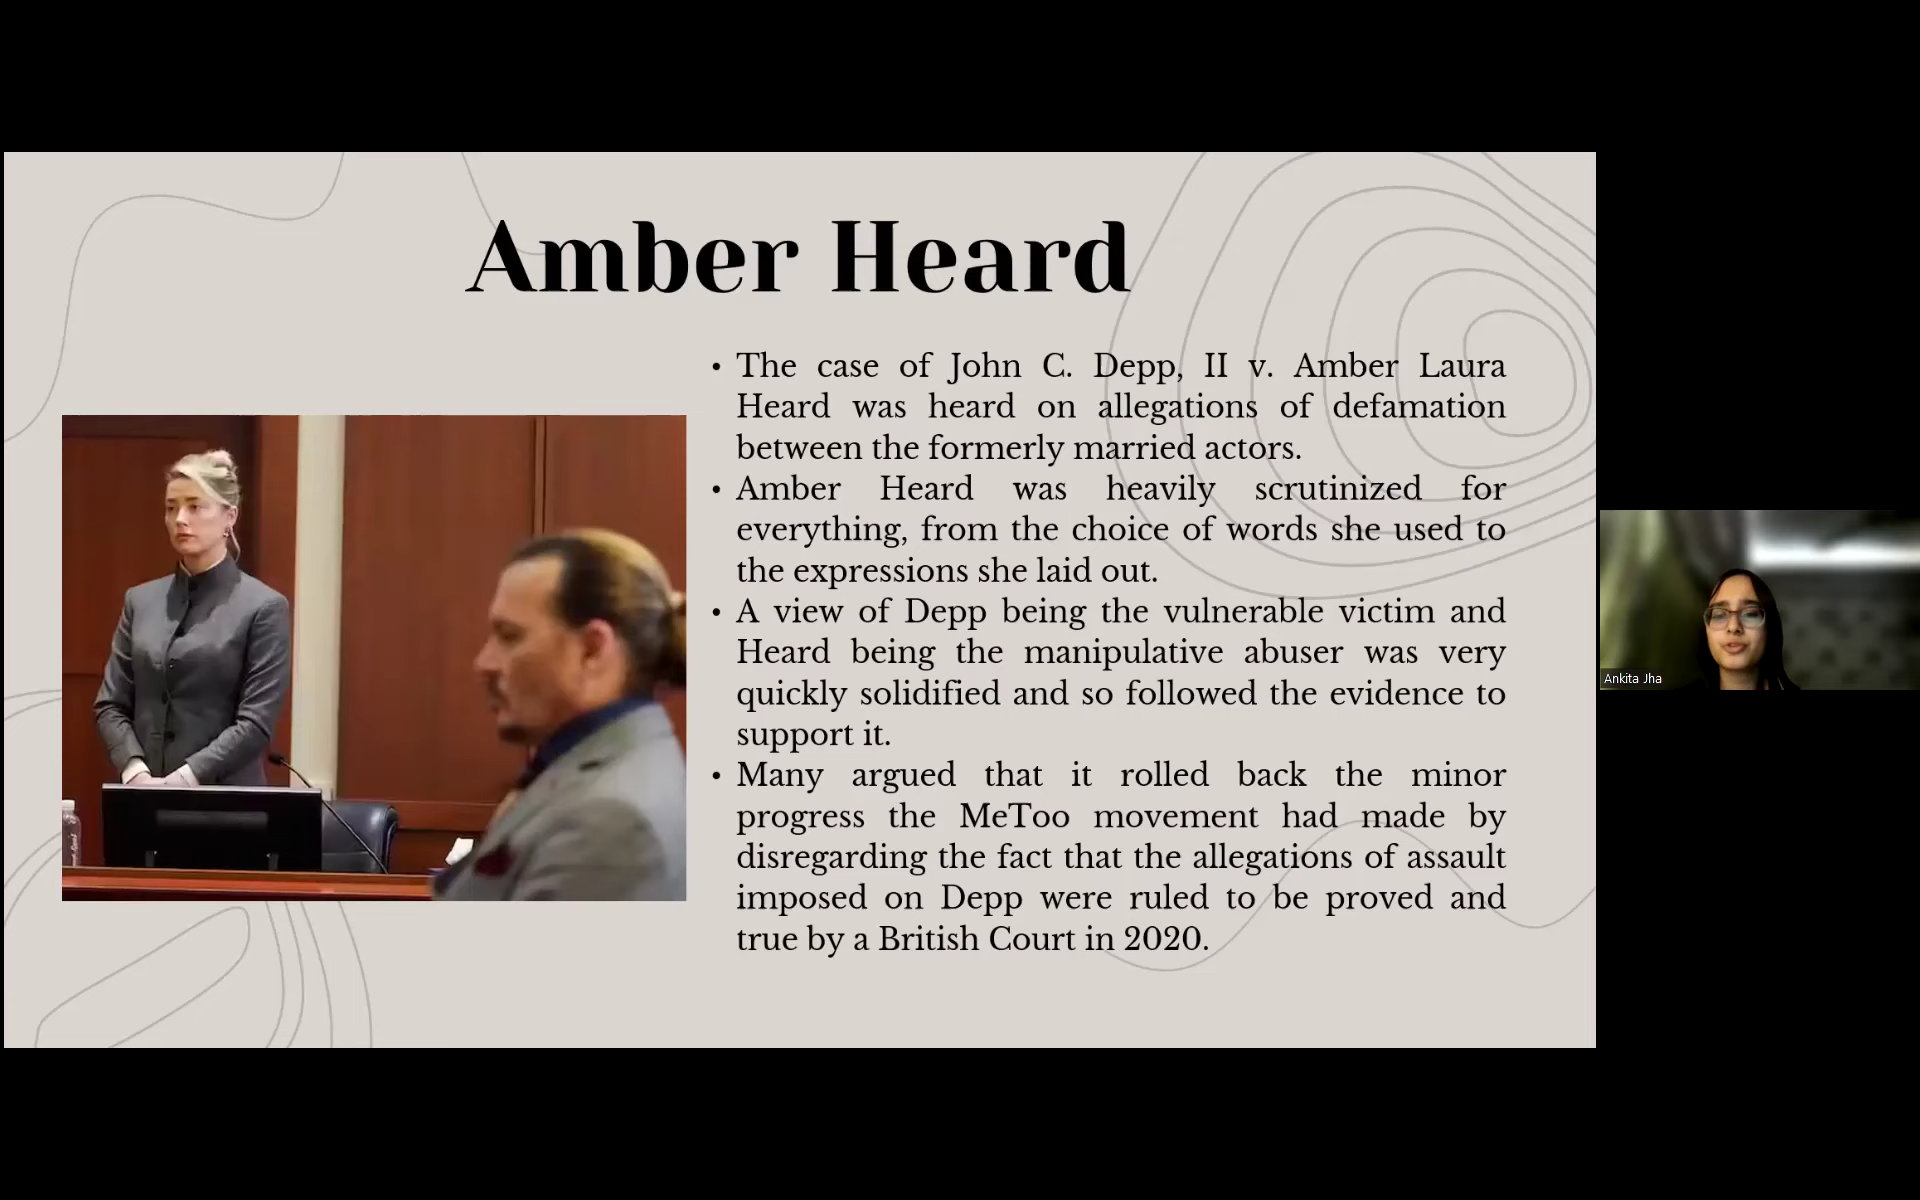 Amber Heard
• The case of John C. Depp, II v. Amber Laura
Heard was heard on allegations of defamation
between the formerly married actors.
• Amber Heard was heavily scrutinized for
everything, from the choice of words she used to
the expressions she laid out.
• A view of Depp being the vulnerable victim and
Heard being the manipulative abuser was very
quickly solidified and so followed the evidence to
support it.
• Many argued that it rolled back the minor
progress the MeToo movement had made by
disregarding the fact that the allegations of assault
imposed on Depp were ruled to be proved and
true by a British Court in 2020.
Ankita Jha